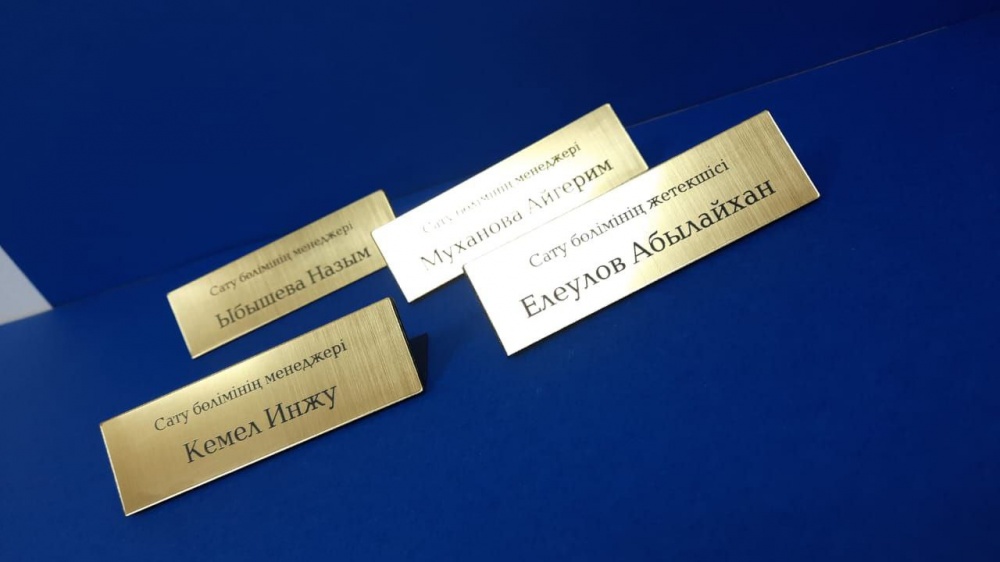 Сату бөлімінің менеджері
Ыбышева Назым
Сату бөлімінің менеджері
Муханова Айгерим
Сату бөлімінің жетекшісі
Елеулов Абылайхан
Сату бөлімінің менеджері
Кемел Инжу